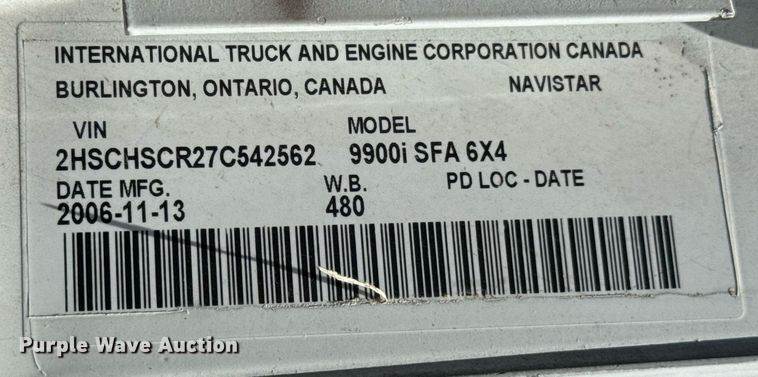 INTERNATIONAL TRUCK AND ENGINE CORPORATION CANADA
BURLINGTON, ONTARIO, CANADA NAVISTAR
VIN MODEL
2HSCHSCR27C542562 9900i SFA 6X4
DATE MFG. W.B. PD LOC - DATE
2006-11-13 480
Purple Wave Auction